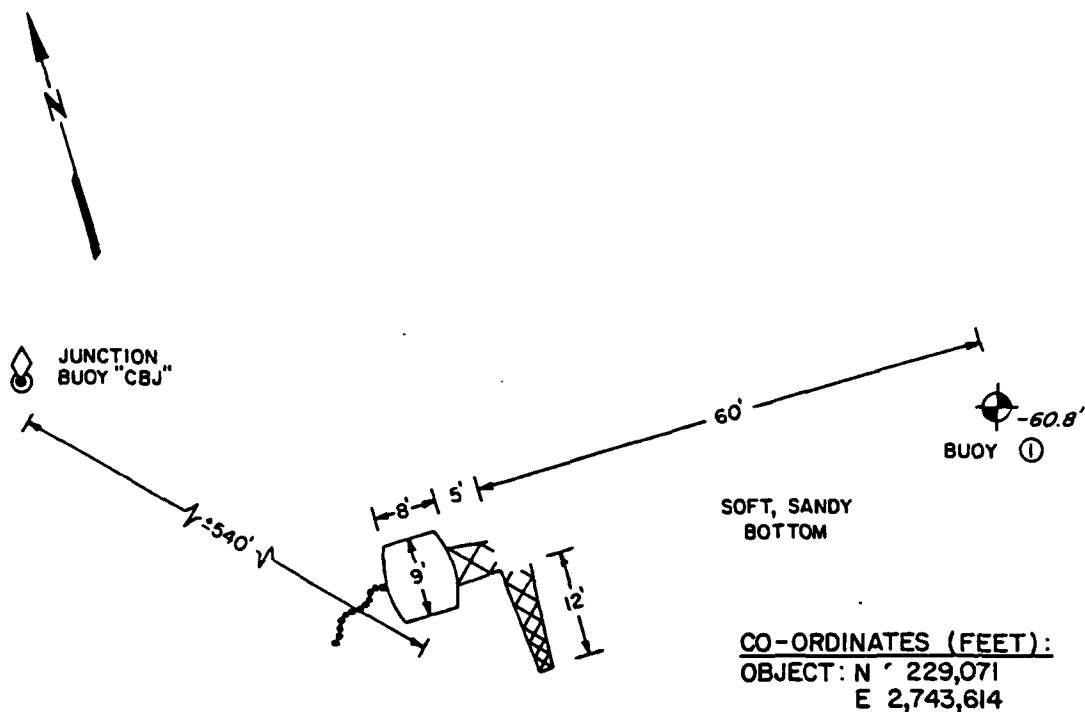 N
JUNCTION
BUOY "CBJ"
60'
-60.8'
BUOY ①
8'
5'
SOFT, SANDY
BOTTOM
±540'
9'
12'
CO-ORDINATES (FEET):
OBJECT: N ' 229,071
E 2,743,614